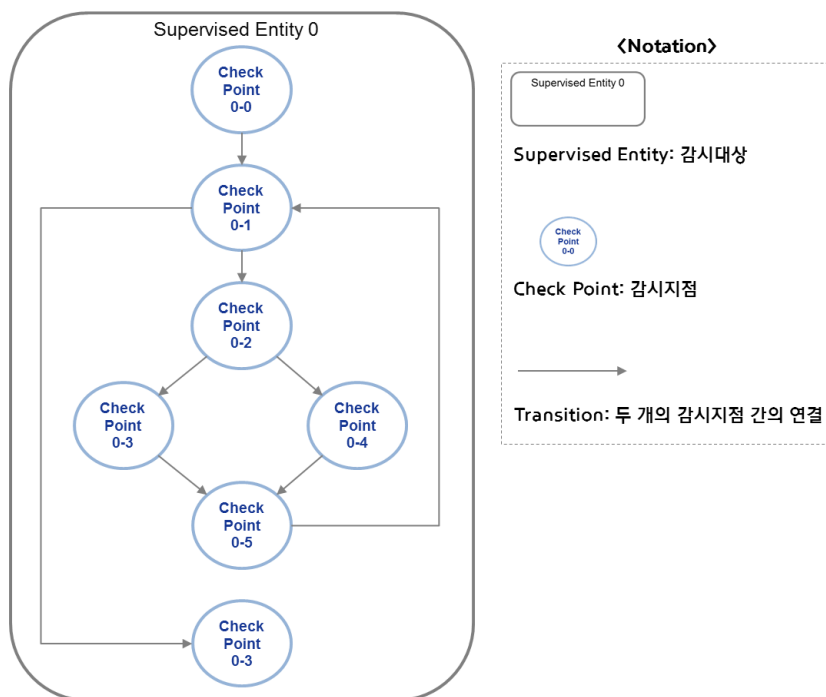 Supervised Entity 0
Check
Point
0-0
Check
Point
0-1
Check
Point
0-2
Check
Point
0-3
Check
Point
0-4
Check
Point
0-5
Check
Point
0-3
<Notation>
Supervised Entity 0
Supervised Entity: 감시대상
Check
Point
0-0
Check Point: 감시지점
Transition: 두 개의 감시지점 간의 연결